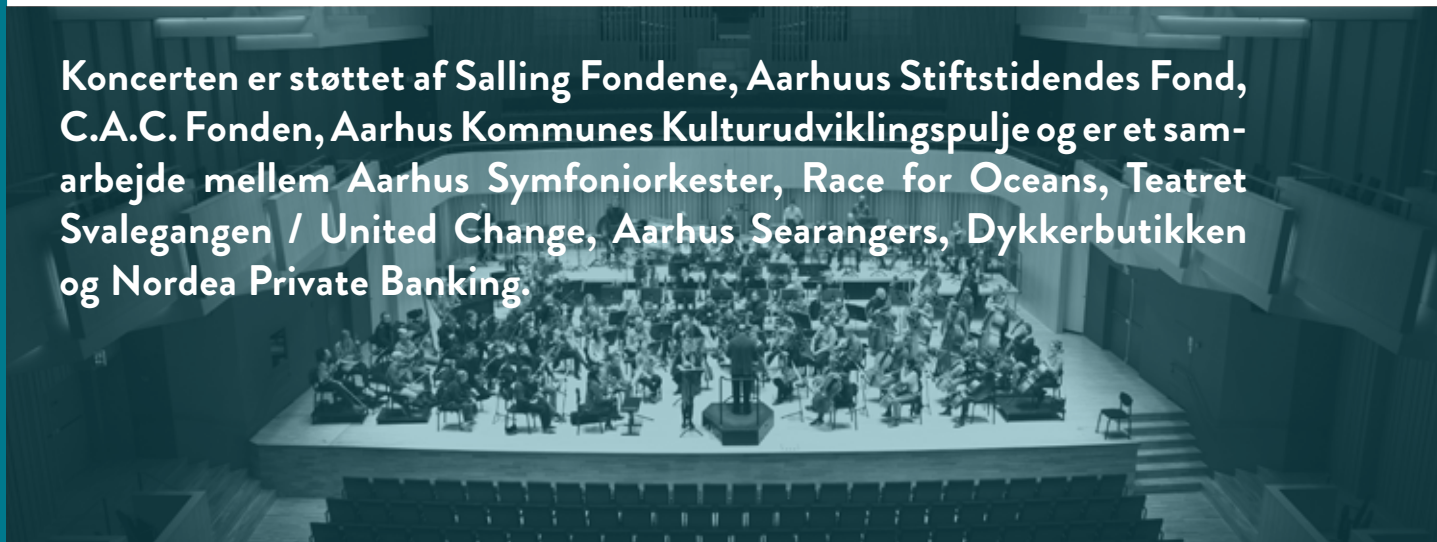 Koncerten er støttet af Salling Fondene, Aarhuus Stiftstidendes Fond,
C.A.C. Fonden, Aarhus Kommunes Kulturudviklingspulje og er et sam-
arbejde mellem Aarhus Symfoniorkester, Race for Oceans, Teatret
Svalegangen / United Change, Aarhus Searangers, Dykkerbutikken
og Nordea Private Banking.